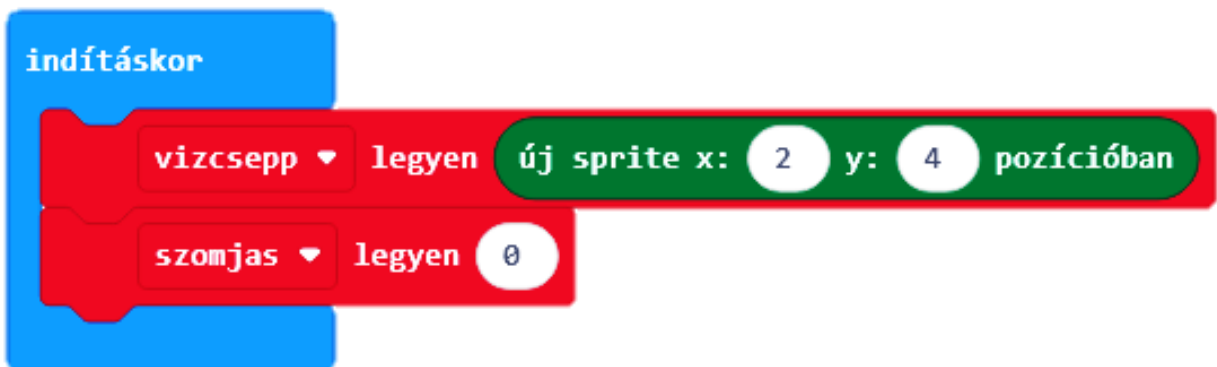 indításkor
vizcsepp legyen új sprite x: 2 y: 4 pozícióban
szomjas legyen 0